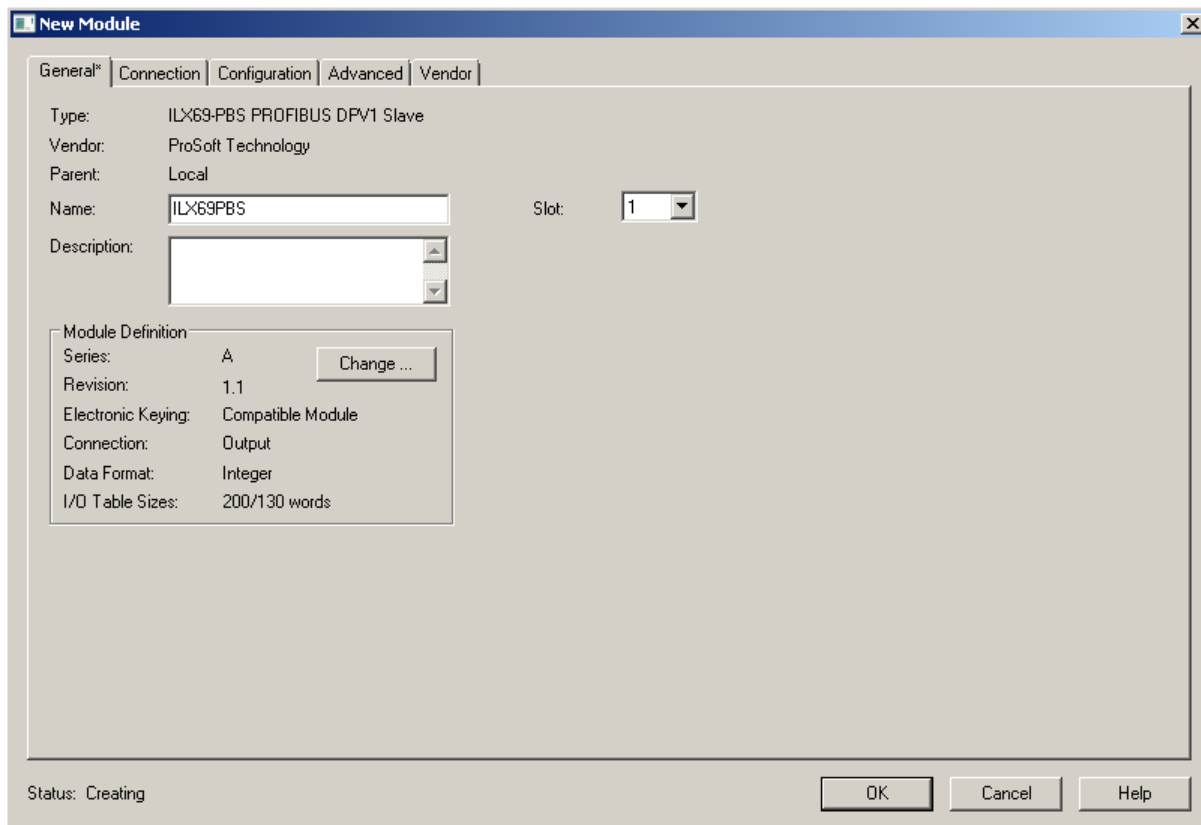 New Module
General* Connection Configuration Advanced Vendor
Type: ILX69-PBS PROFIBUS DPV1 Slave
Vendor: ProSoft Technology
Parent: Local
Name: ILX69PBS Slot: 1
Description:
Module Definition
Series: A Change ...
Revision: 1.1
Electronic Keying: Compatible Module
Connection: Output
Data Format: Integer
I/O Table Sizes: 200/130 words
Status: Creating OK Cancel Help